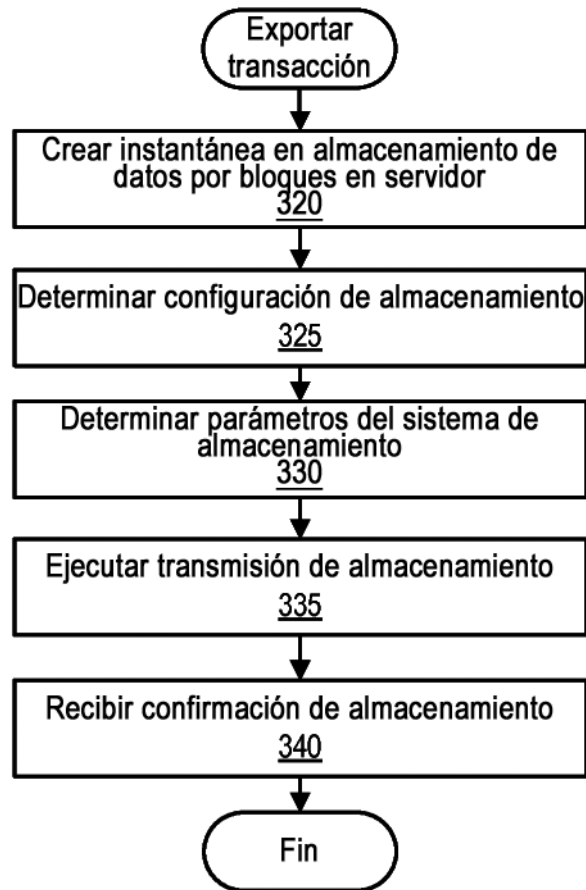 Exportar
transacción
Crear instantánea en almacenamiento de
datos por bloques en servidor
320
Determinar configuración de almacenamiento
325
Determinar parámetros del sistema de
almacenamiento
330
Ejecutar transmisión de almacenamiento
335
Recibir confirmación de almacenamiento
340
Fin